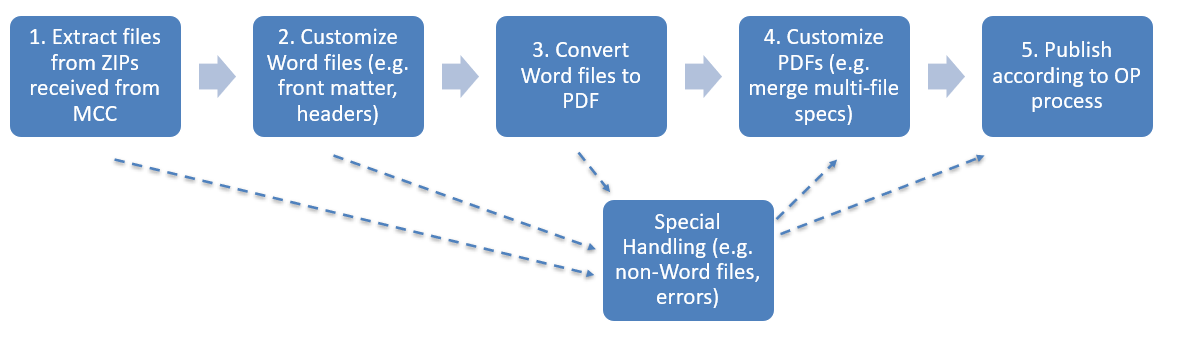 1. Extract files
from ZIPs
received from
MCC
2. Customize
Word files (e.g.
front matter,
headers)
3. Convert
Word files to
PDF
4. Customize
PDFs (e.g.
merge multi-file
specs)
5. Publish
according to OP
process
Special
Handling (e.g.
non-Word files,
errors)